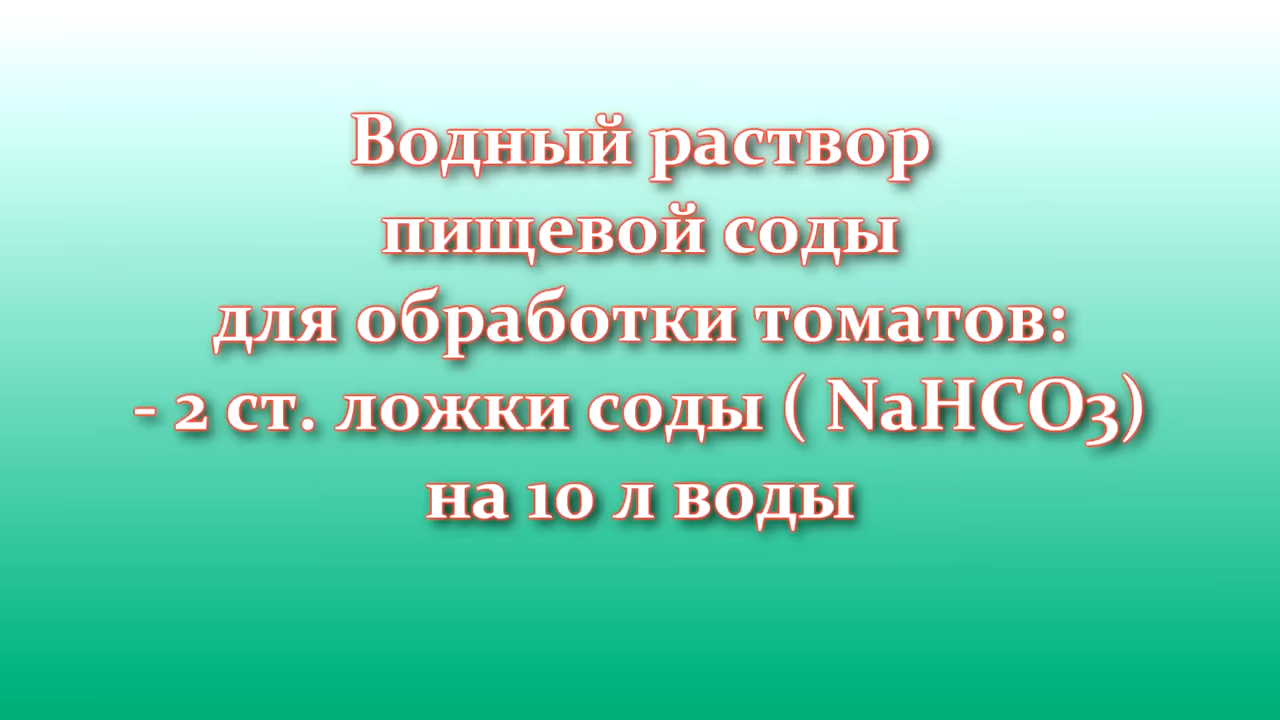 Водный раствор
пищевой соды
для обработки томатов:
- 2 ст. ложки соды ( NaHCO3)
на 10 л воды